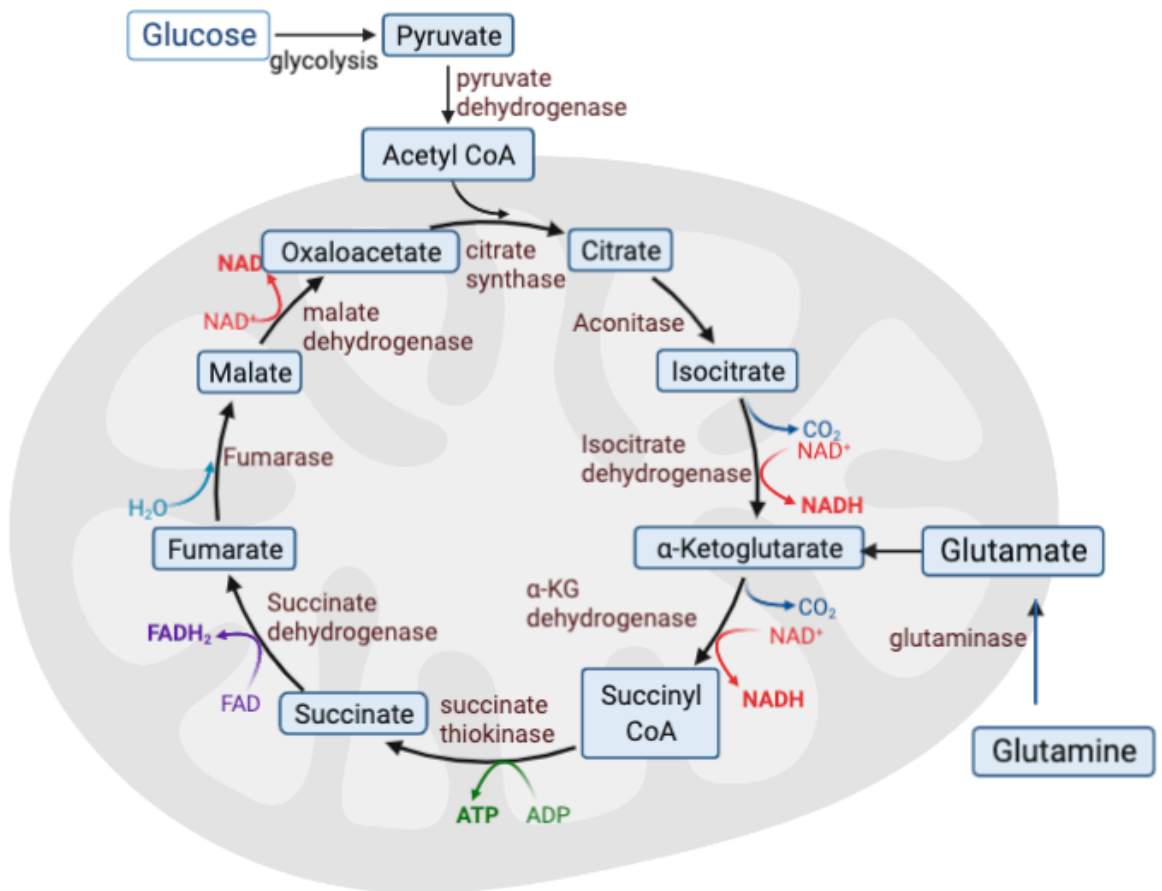 Glucose
glycolysis
Pyruvate
pyruvate
dehydrogenase
Acetyl CoA
Oxaloacetate
citrate
synthase
Citrate
NAD
NAD⁺
malate
dehydrogenase
Aconitase
Malate
Isocitrate
CO₂
NAD⁺
Isocitrate
dehydrogenase
NADH
Fumarase
H₂O
Fumarate
α-Ketoglutarate
Glutamate
α-KG
dehydrogenase
CO₂
NAD⁺
NADH
glutaminase
Succinate
dehydrogenase
FADH₂
FAD
Succinate
succinate
thiokinase
Succinyl
CoA
Glutamine
ATP
ADP